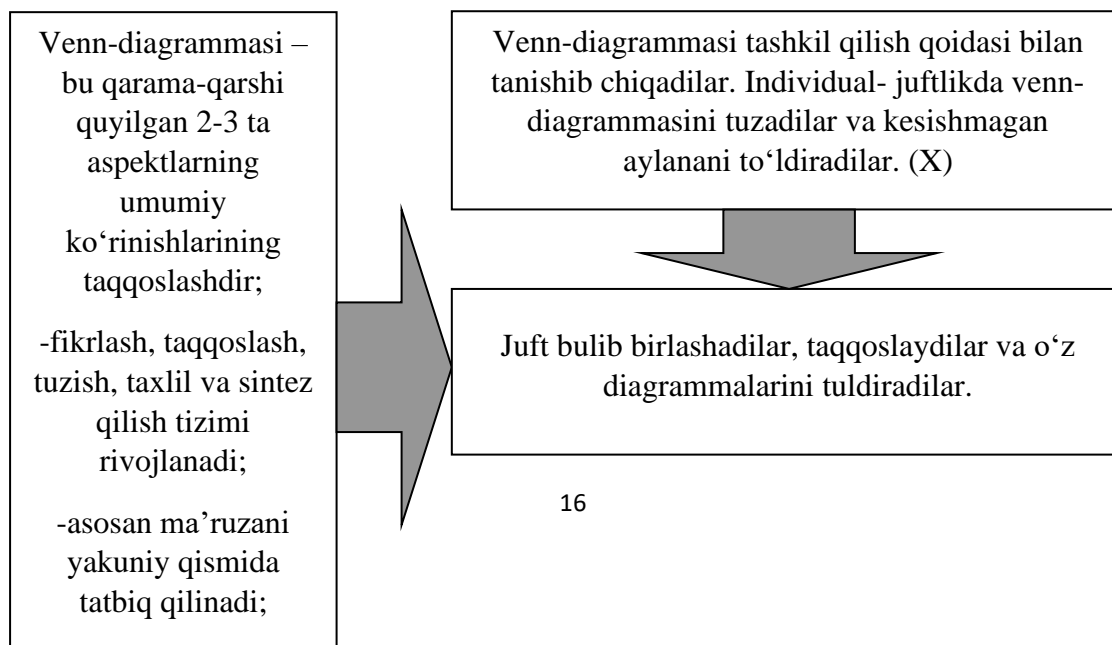 Venn-diagrammasi –
bu qarama-qarshi
quyilgan 2-3 ta
aspektlarning
umumiy
ko‘rinishlarining
taqqoslashdir;
-fikrlash, taqqoslash,
tuzish, taxlil va sintez
qilish tizimi
rivojlanadi;
-asosan ma’ruzani
yakuniy qismida
tatbiq qilinadi;
Venn-diagrammasi tashkil qilish qoidasi bilan
tanishib chiqadilar. Individual- juftlikda venn-
diagrammasini tuzadilar va kesishmagan
aylanani to‘ldiradilar. (X)
Juft bulib birlashadilar, taqqoslaydilar va o‘z
diagrammalarini tuldiradilar.
16